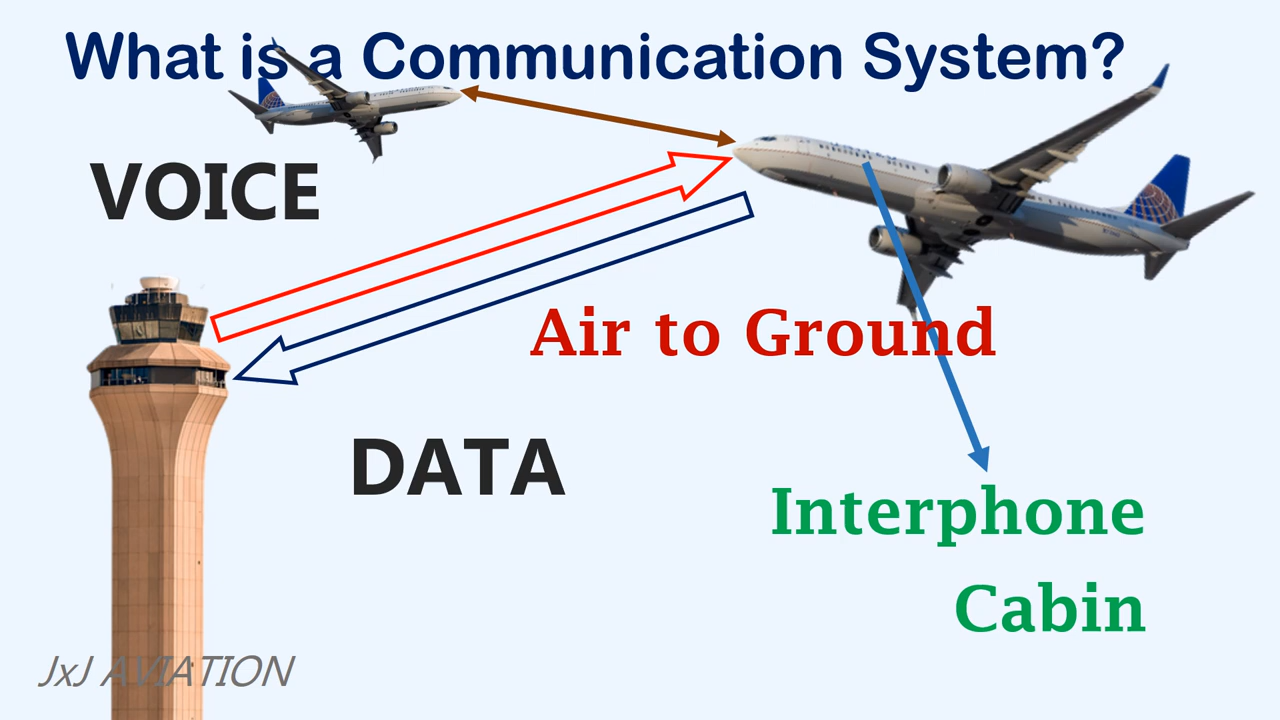 What is a Communication System?
VOICE
Air to Ground
DATA
Interphone
Cabin
JxJ AVIATION